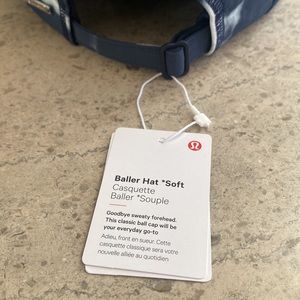 Baller Hat *Soft
Casquette
Baller *Souple
Goodbye sweaty forehead.
This classic ball cap will be
your everyday go-to
Adieu, front en sueur. Cette
casquette classique sera votre
nouvelle alliée au quotidien